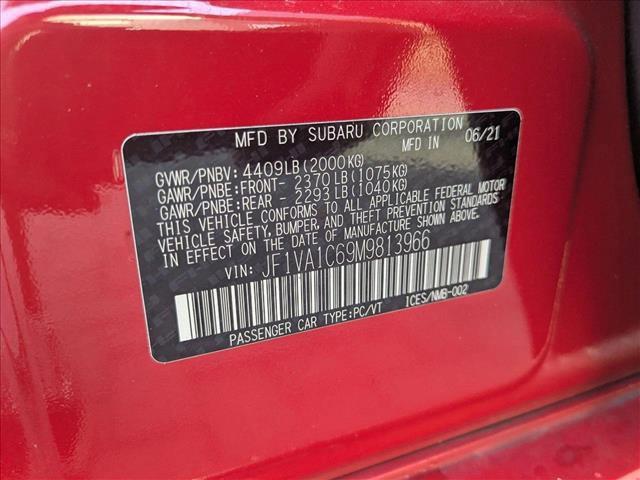 MFD BY SUBARU CORPORATION
MFD IN 06/21
GVWR/PNBV: 4409LB(2000KG)
GAWR/PNBE:FRONT- 2370LB(1075KG)
GAWR/PNBE:REAR - 2293LB(1040KG)
THIS VEHICLE CONFORMS TO ALL APPLICABLE FEDERAL MOTOR
VEHICLE SAFETY, BUMPER, AND THEFT PREVENTION STANDARDS
IN EFFECT ON THE DATE OF MANUFACTURE SHOWN ABOVE.
VIN: JF1VA1C69M9813966
PASSENGER CAR TYPE:PC/VT ICES/NMB-002